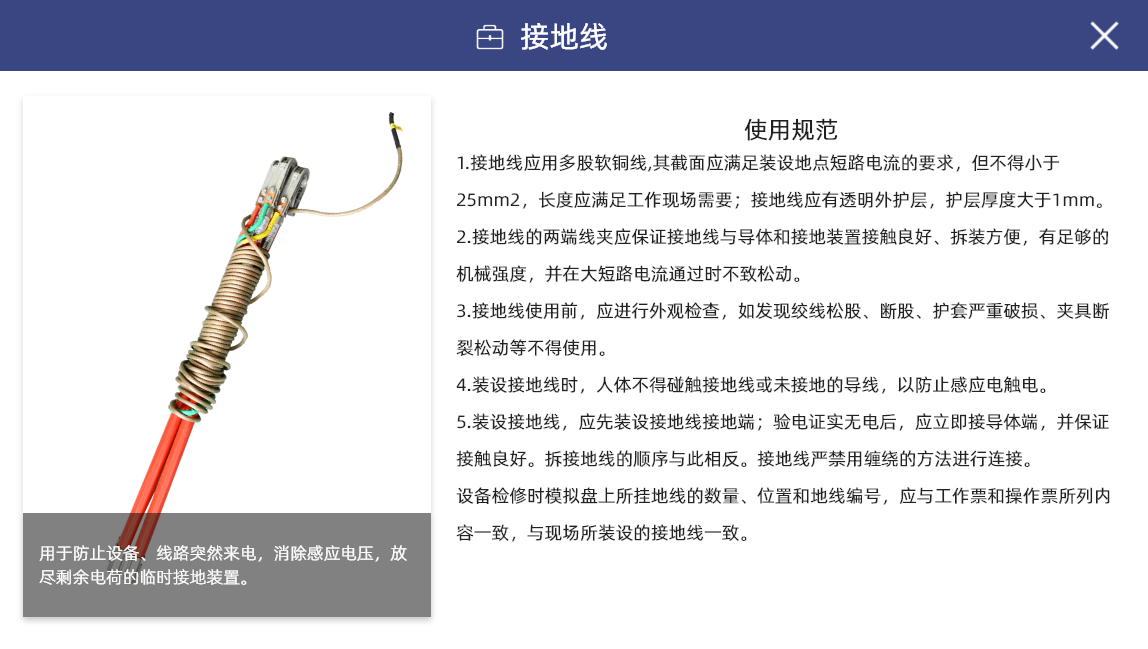 接地线
使用规范
1.接地线应用多股软铜线,其截面应满足装设地点短路电流的要求，但不得小于
25mm2，长度应满足工作现场需要；接地线应有透明外护层，护层厚度大于1mm。
2.接地线的两端线夹应保证接地线与导体和接地装置接触良好、拆装方便，有足够的
机械强度，并在大短路电流通过时不致松动。
3.接地线使用前，应进行外观检查，如发现绞线松股、断股、护套严重破损、夹具断
裂松动等不得使用。
4.装设接地线时，人体不得碰触接地线或未接地的导线，以防止感应电触电。
5.装设接地线，应先装设接地线接地端；验电证实无电后，应立即接导体端，并保证
接触良好。拆接地线的顺序与此相反。接地线严禁用缠绕的方法进行连接。
设备检修时模拟盘上所挂地线的数量、位置和地线编号，应与工作票和操作票所列内
容一致，与现场所装设的接地线一致。
用于防止设备、线路突然来电，消除感应电压，放
尽剩余电荷的临时接地装置。